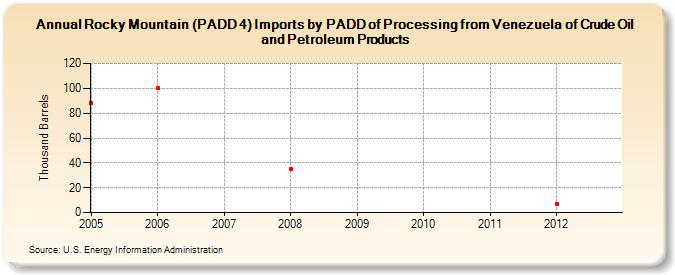 Annual Rocky Mountain (PADD 4) Imports by PADD of Processing from Venezuela of Crude Oil
and Petroleum Products
Thousand Barrels
120
100
80
60
40
20
0
2005 2006 2007 2008 2009 2010 2011 2012
Source: U.S. Energy Information Administration